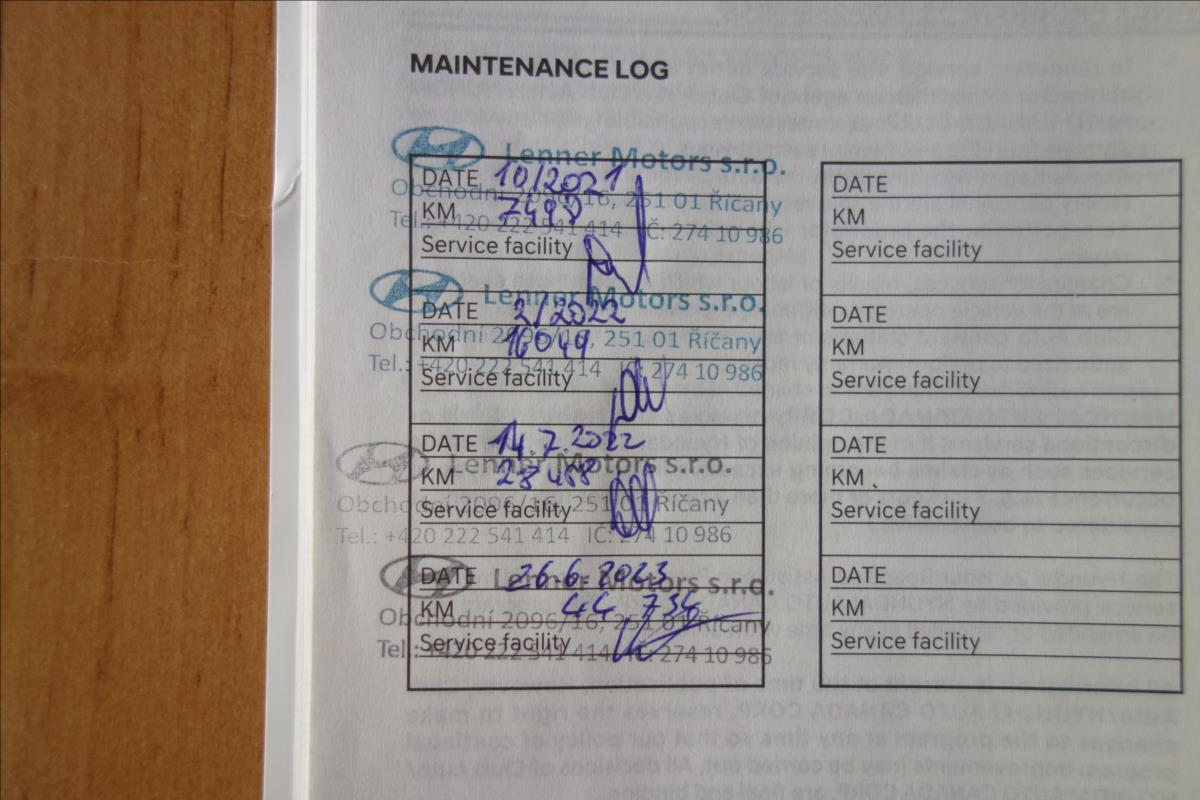 MAINTENANCE LOG
Lenner Motors s.r.o.
DATE 10/2021
Obchodní 2096/16, 251 01 Říčany
KM 7488
Tel.: +420 222 541 414 IČ: 274 10 986
Service facility
Lenner Motors s.r.o.
DATE 2/2022
Obchodní 2096/16, 251 01 Říčany
KM 16049
Tel.: +420 222 541 414 IČ: 274 10 986
Service facility
DATE 14.7.2022
Lenner Motors s.r.o.
KM 23 488
Obchodní 2096/16, 251 01 Říčany
Service facility
Tel.: +420 222 541 414 IČ: 274 10 986
DATE 26.6.2023
Lenner Motors s.r.o.
KM 44 734
Obchodní 2096/16, 251 01 Říčany
Service facility
Tel.: +420 222 541 414 IČ: 274 10 986
DATE
KM
Service facility
DATE
KM
Service facility
DATE
KM
Service facility
DATE
KM
Service facility